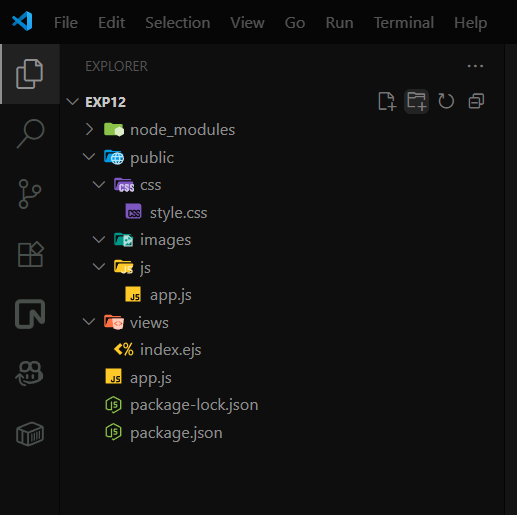 File Edit Selection View Go Run Terminal Help
EXPLORER
EXP12
node_modules
public
css
style.css
images
js
app.js
views
index.ejs
app.js
package-lock.json
package.json